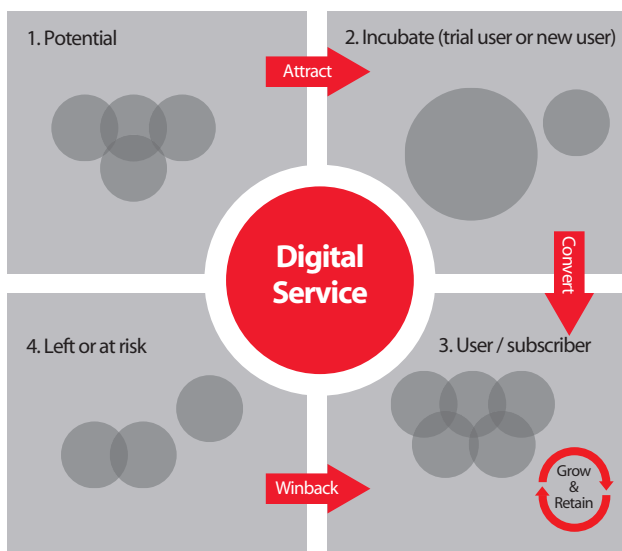 1. Potential
Attract
2. Incubate (trial user or new user)
Convert
Digital
Service
4. Left or at risk
Winback
3. User / subscriber
Grow
&
Retain